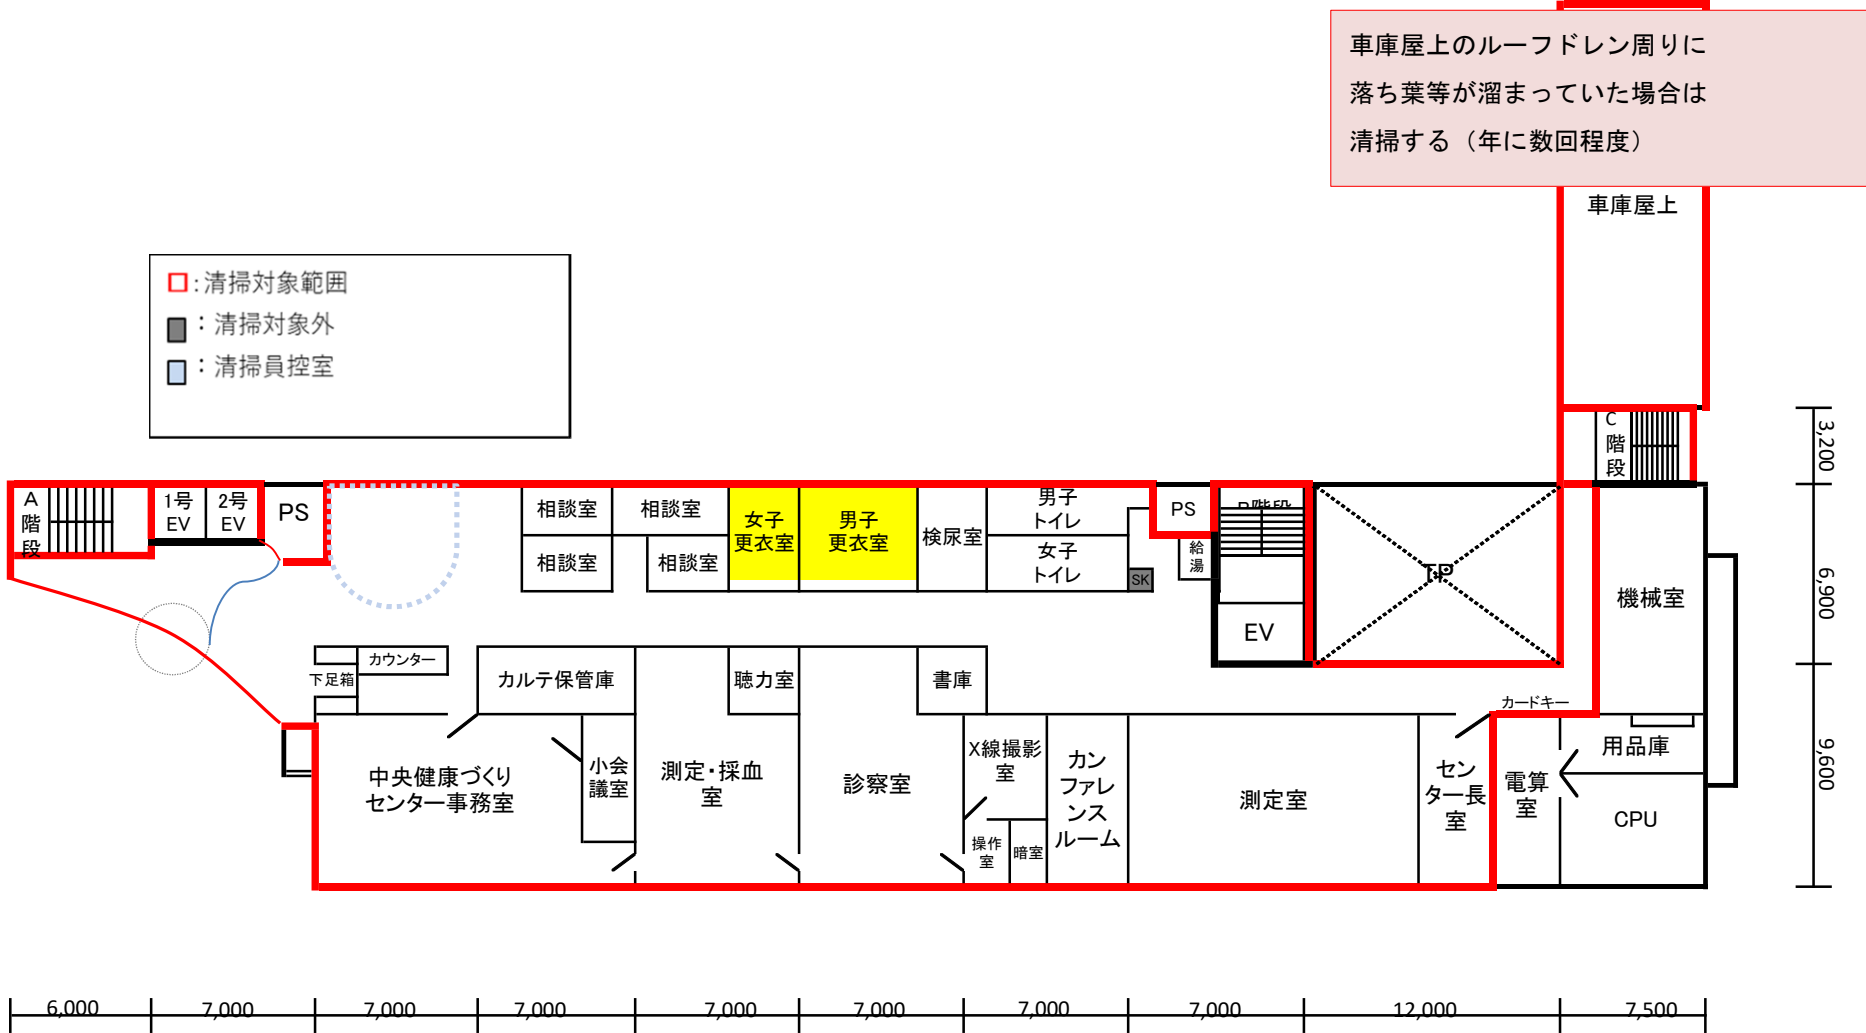 車庫屋上のルーフドレン周りに
落ち葉等が溜まっていた場合は
清掃する（年に数回程度）
車庫屋上
：清掃対象範囲
：清掃対象外
：清掃員控室
C
階
段
3,200
A
階
段
1号
EV
2号
EV
PS
相談室
相談室
女子
更衣室
男子
更衣室
検尿室
男子
トイレ
PS
B階段
相談室
相談室
女子
トイレ
SK
給
湯
EV
TP
機械室
6,900
カウンター
下足箱
カルテ保管庫
聴力室
書庫
カードキー
用品庫
中央健康づくり
センター事務室
小会
議室
測定・採血
室
診察室
X線撮影
室
操作
室
暗室
カン
ファレ
ンス
ルーム
測定室
セン
ター長
室
電算
室
CPU
9,600
6,000
7,000
7,000
7,000
7,000
7,000
7,000
7,000
12,000
7,500